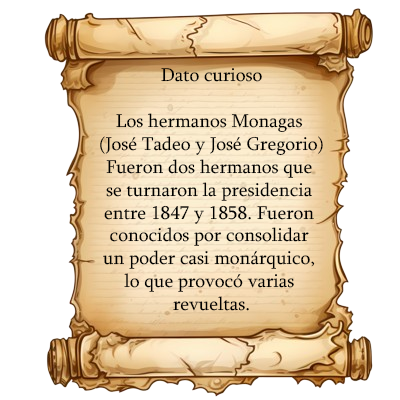 Dato curioso
Los hermanos Monagas
(José Tadeo y José Gregorio)
Fueron dos hermanos que
se turnaron la presidencia
entre 1847 y 1858. Fueron
conocidos por consolidar
un poder casi monárquico,
lo que provocó varias
revueltas.